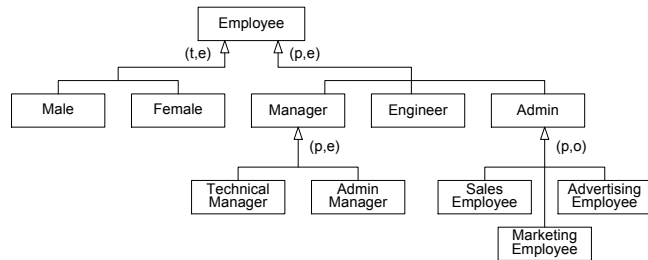 Employee
(t,e)
(p,e)
Male
Female
Manager
Engineer
Admin
(p,e)
(p,o)
Technical
Manager
Admin
Manager
Sales
Employee
Advertising
Employee
Marketing
Employee